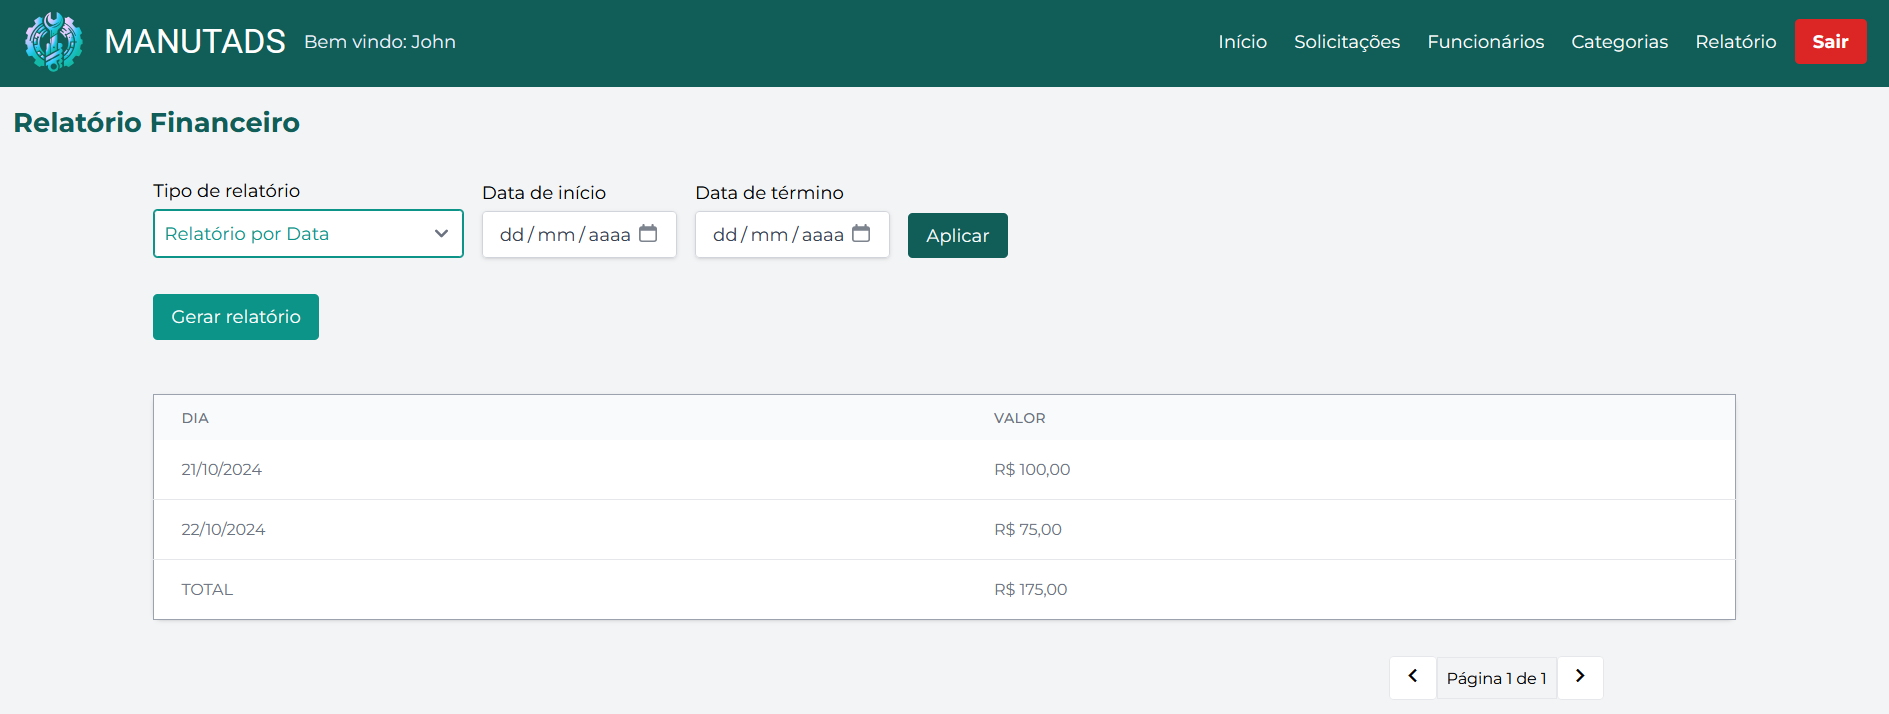 MANUTADS Bem vindo: John Início Solicitações Funcionários Categorias Relatório Sair
Relatório Financeiro
Tipo de relatório Data de início Data de término
Relatório por Data dd/mm/aaaa dd/mm/aaaa Aplicar
Gerar relatório
DIA VALOR
21/10/2024 R$ 100,00
22/10/2024 R$ 75,00
TOTAL R$ 175,00
Página 1 de 1